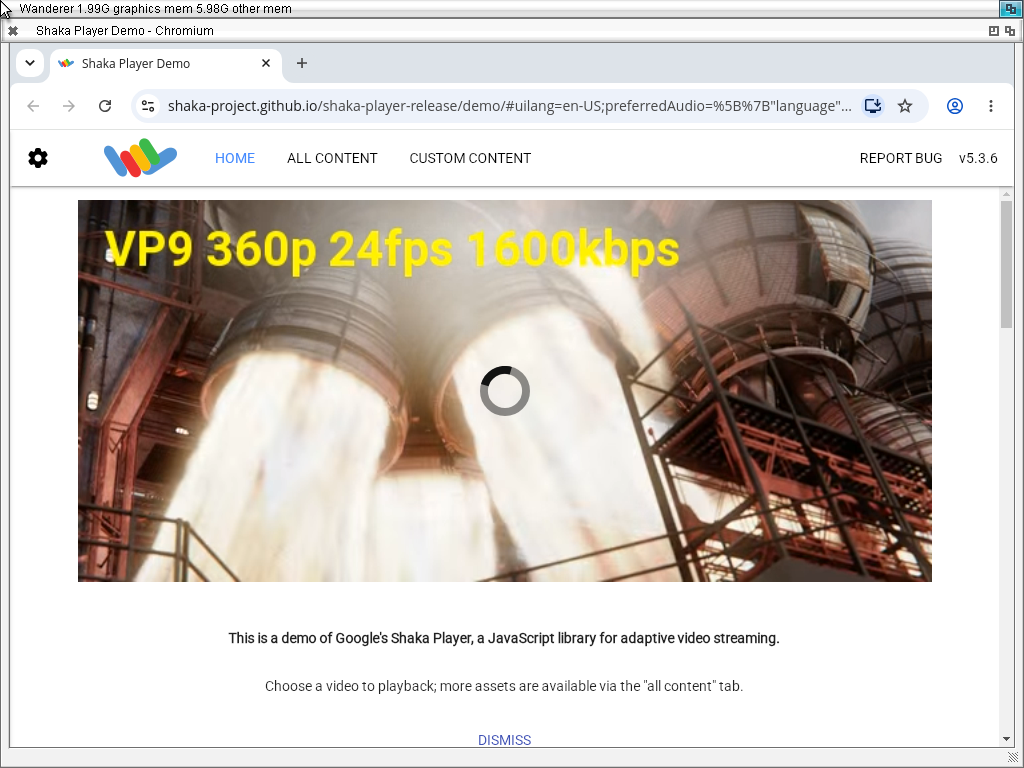 Wanderer 1.99G graphics mem 5.98G other mem
Shaka Player Demo - Chromium
Shaka Player Demo
shaka-project.github.io/shaka-player-release/demo/#uilang=en-US;preferredAudio=%5B%7B"language"...
HOME ALL CONTENT CUSTOM CONTENT REPORT BUG v5.3.6
VP9 360p 24fps 1600kbps
This is a demo of Google's Shaka Player, a JavaScript library for adaptive video streaming.
Choose a video to playback; more assets are available via the "all content" tab.
DISMISS